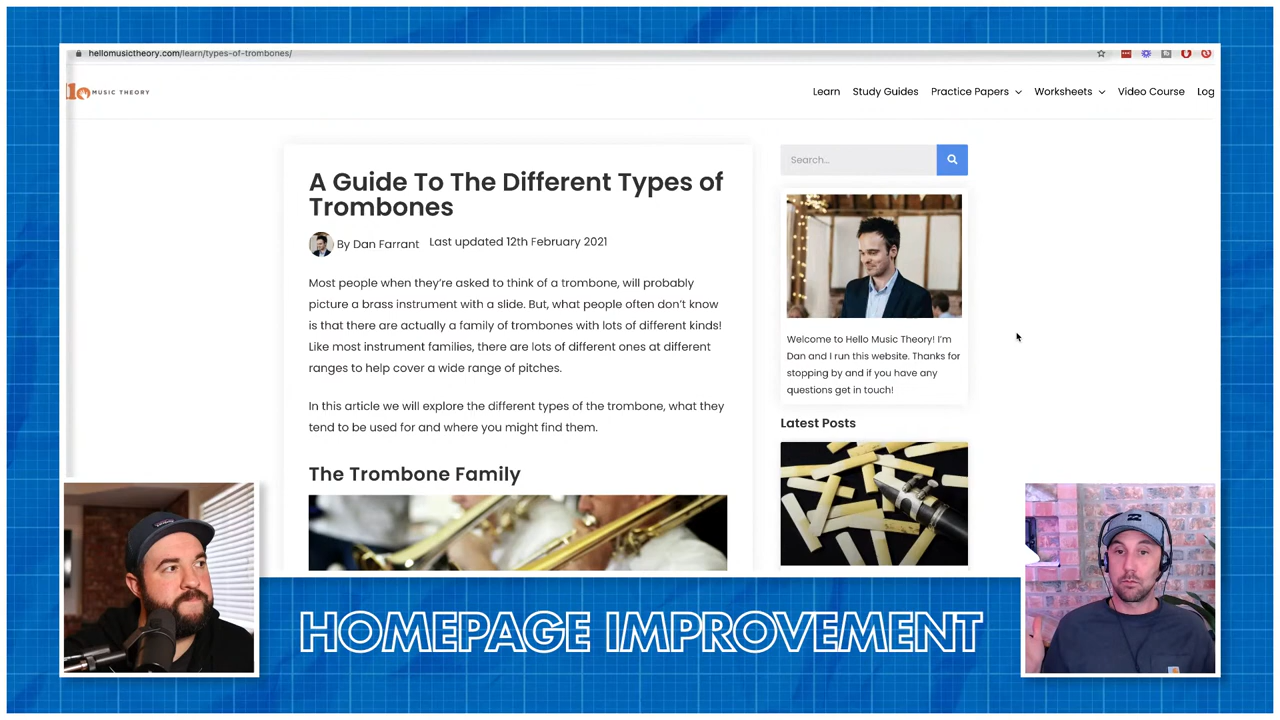 hellomusictheory.com/learn/types-of-trombones/
llo MUSIC THEORY
Learn Study Guides Practice Papers Worksheets Video Course Log
A Guide To The Different Types of
Trombones
By Dan Farrant Last updated 12th February 2021
Most people when they're asked to think of a trombone, will probably
picture a brass instrument with a slide. But, what people often don't know
is that there are actually a family of trombones with lots of different kinds!
Like most instrument families, there are lots of different ones at different
ranges to help cover a wide range of pitches.
In this article we will explore the different types of the trombone, what they
tend to be used for and where you might find them.
The Trombone Family
Search...
Welcome to Hello Music Theory! I'm
Dan and I run this website. Thanks for
stopping by and if you have any
questions get in touch!
Latest Posts
HOMEPAGE IMPROVEMENT